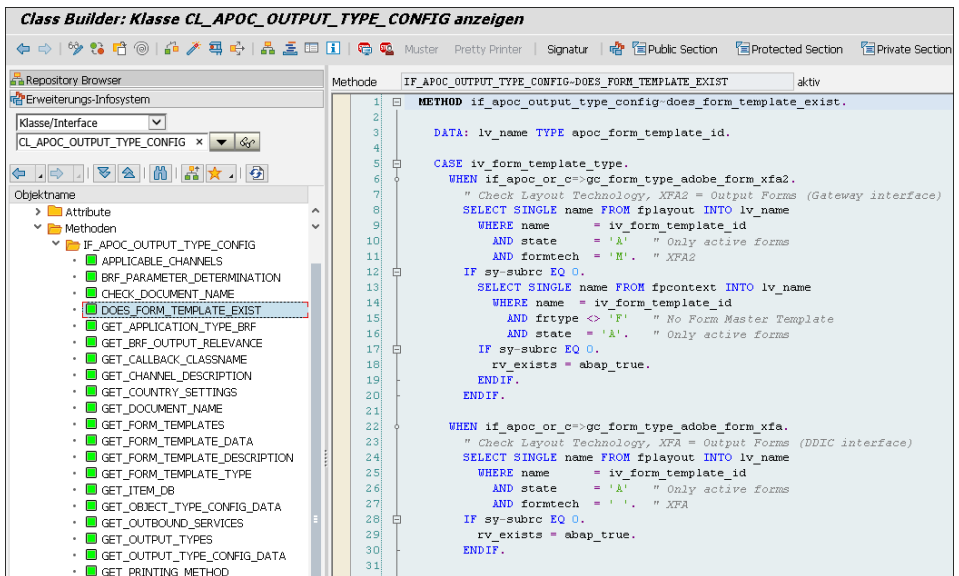 Class Builder: Klasse CL_APOC_OUTPUT_TYPE_CONFIG anzeigen
Muster Pretty Printer Signatur Public Section Protected Section Private Section
Repository Browser
Erweiterungs-Infosystem
Klasse/Interface
CL_APOC_OUTPUT_TYPE_CONFIG
Objektname
Attribute
Methoden
IF_APOC_OUTPUT_TYPE_CONFIG
APPLICABLE_CHANNELS
BRF_PARAMETER_DETERMINATION
CHECK_DOCUMENT_NAME
DOES_FORM_TEMPLATE_EXIST
GET_APPLICATION_TYPE_BRF
GET_BRF_OUTPUT_RELEVANCE
GET_CALLBACK_CLASSNAME
GET_CHANNEL_DESCRIPTION
GET_COUNTRY_SETTINGS
GET_DOCUMENT_NAME
GET_FORM_TEMPLATES
GET_FORM_TEMPLATE_DATA
GET_FORM_TEMPLATE_DESCRIPTION
GET_FORM_TEMPLATE_TYPE
GET_ITEM_DB
GET_OBJECT_TYPE_CONFIG_DATA
GET_OUTBOUND_SERVICES
GET_OUTPUT_TYPES
GET_OUTPUT_TYPE_CONFIG_DATA
GET_PRINTING_METHOD
Methode IF_APOC_OUTPUT_TYPE_CONFIG~DOES_FORM_TEMPLATE_EXIST aktiv
1 METHOD if_apoc_output_type_config~does_form_template_exist.
2
3 DATA: lv_name TYPE apoc_form_template_id.
4
5 CASE iv_form_template_type.
6 WHEN if_apoc_or_c=>gc_form_type_adobe_form_xfa2.
7 " Check Layout Technology, XFA2 = Output Forms (Gateway interface)
8 SELECT SINGLE name FROM fplayout INTO lv_name
9 WHERE name = iv_form_template_id
10 AND state = 'A' " Only active forms
11 AND formtech = 'M'. " XFA2
12 IF sy-subrc EQ 0.
13 SELECT SINGLE name FROM fpcontext INTO lv_name
14 WHERE name = iv_form_template_id
15 AND frtype <> 'F' " No Form Master Template
16 AND state = 'A'. " Only active forms
17 IF sy-subrc EQ 0.
18 rv_exists = abap_true.
19 ENDIF.
20 ENDIF.
21
22 WHEN if_apoc_or_c=>gc_form_type_adobe_form_xfa.
23 " Check Layout Technology, XFA = Output Forms (DDIC interface)
24 SELECT SINGLE name FROM fplayout INTO lv_name
25 WHERE name = iv_form_template_id
26 AND state = 'A' " Only active forms
27 AND formtech = ' '. " XFA
28 IF sy-subrc EQ 0.
29 rv_exists = abap_true.
30 ENDIF.
31